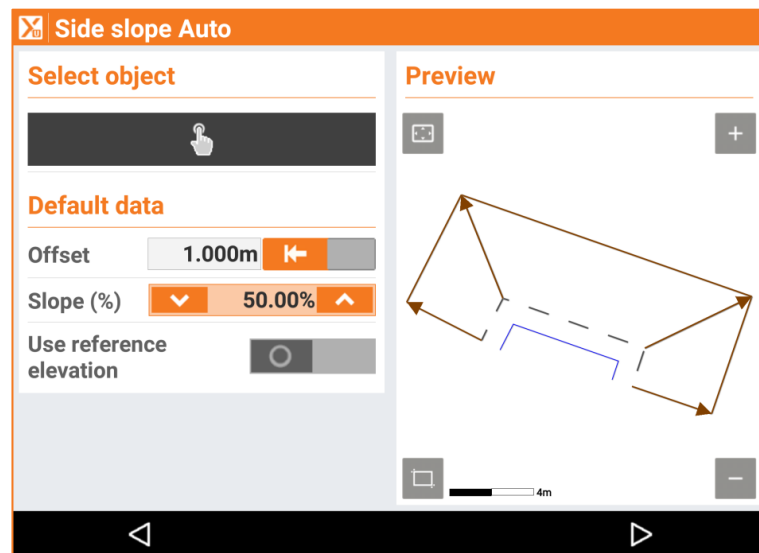 Side slope Auto
Select object
Default data
Offset 1.000m
Slope (%) 50.00%
Use reference
elevation
Preview
4m